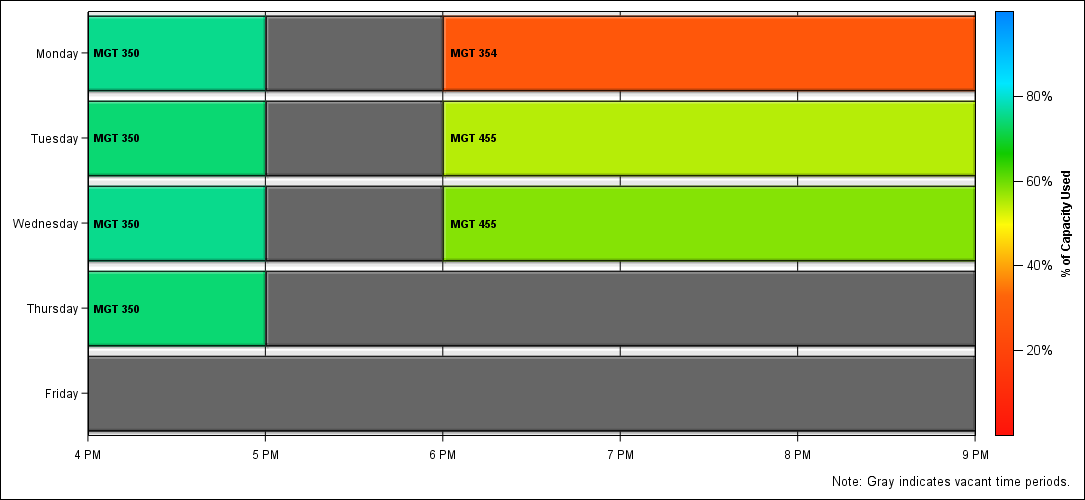 Monday
MGT 350
MGT 354
Tuesday
MGT 350
MGT 455
Wednesday
MGT 350
MGT 455
Thursday
MGT 350
Friday
4 PM
5 PM
6 PM
7 PM
8 PM
9 PM
80%
60%
40%
20%
% of Capacity Used
Note: Gray indicates vacant time periods.